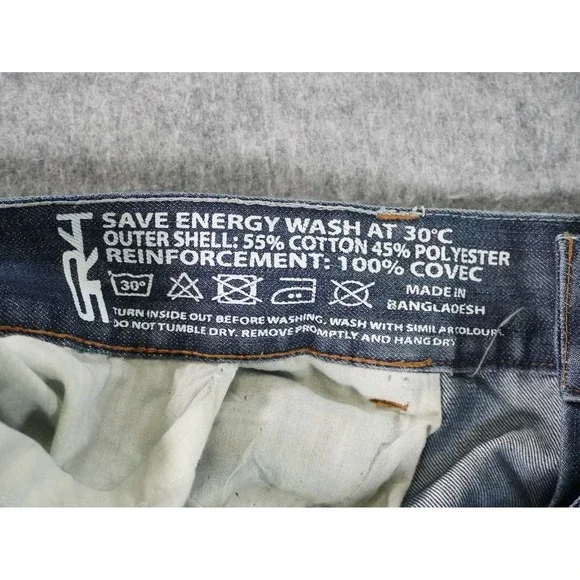 SAVE ENERGY WASH AT 30°C
OUTER SHELL: 55% COTTON 45% POLYESTER
REINFORCEMENT: 100% COVEC
30°
MADE IN
BANGLADESH
TURN INSIDE OUT BEFORE WASHING, WASH WITH SIMILAR COLOURS,
DO NOT TUMBLE DRY. REMOVE PROMPTLY AND HANG DRY